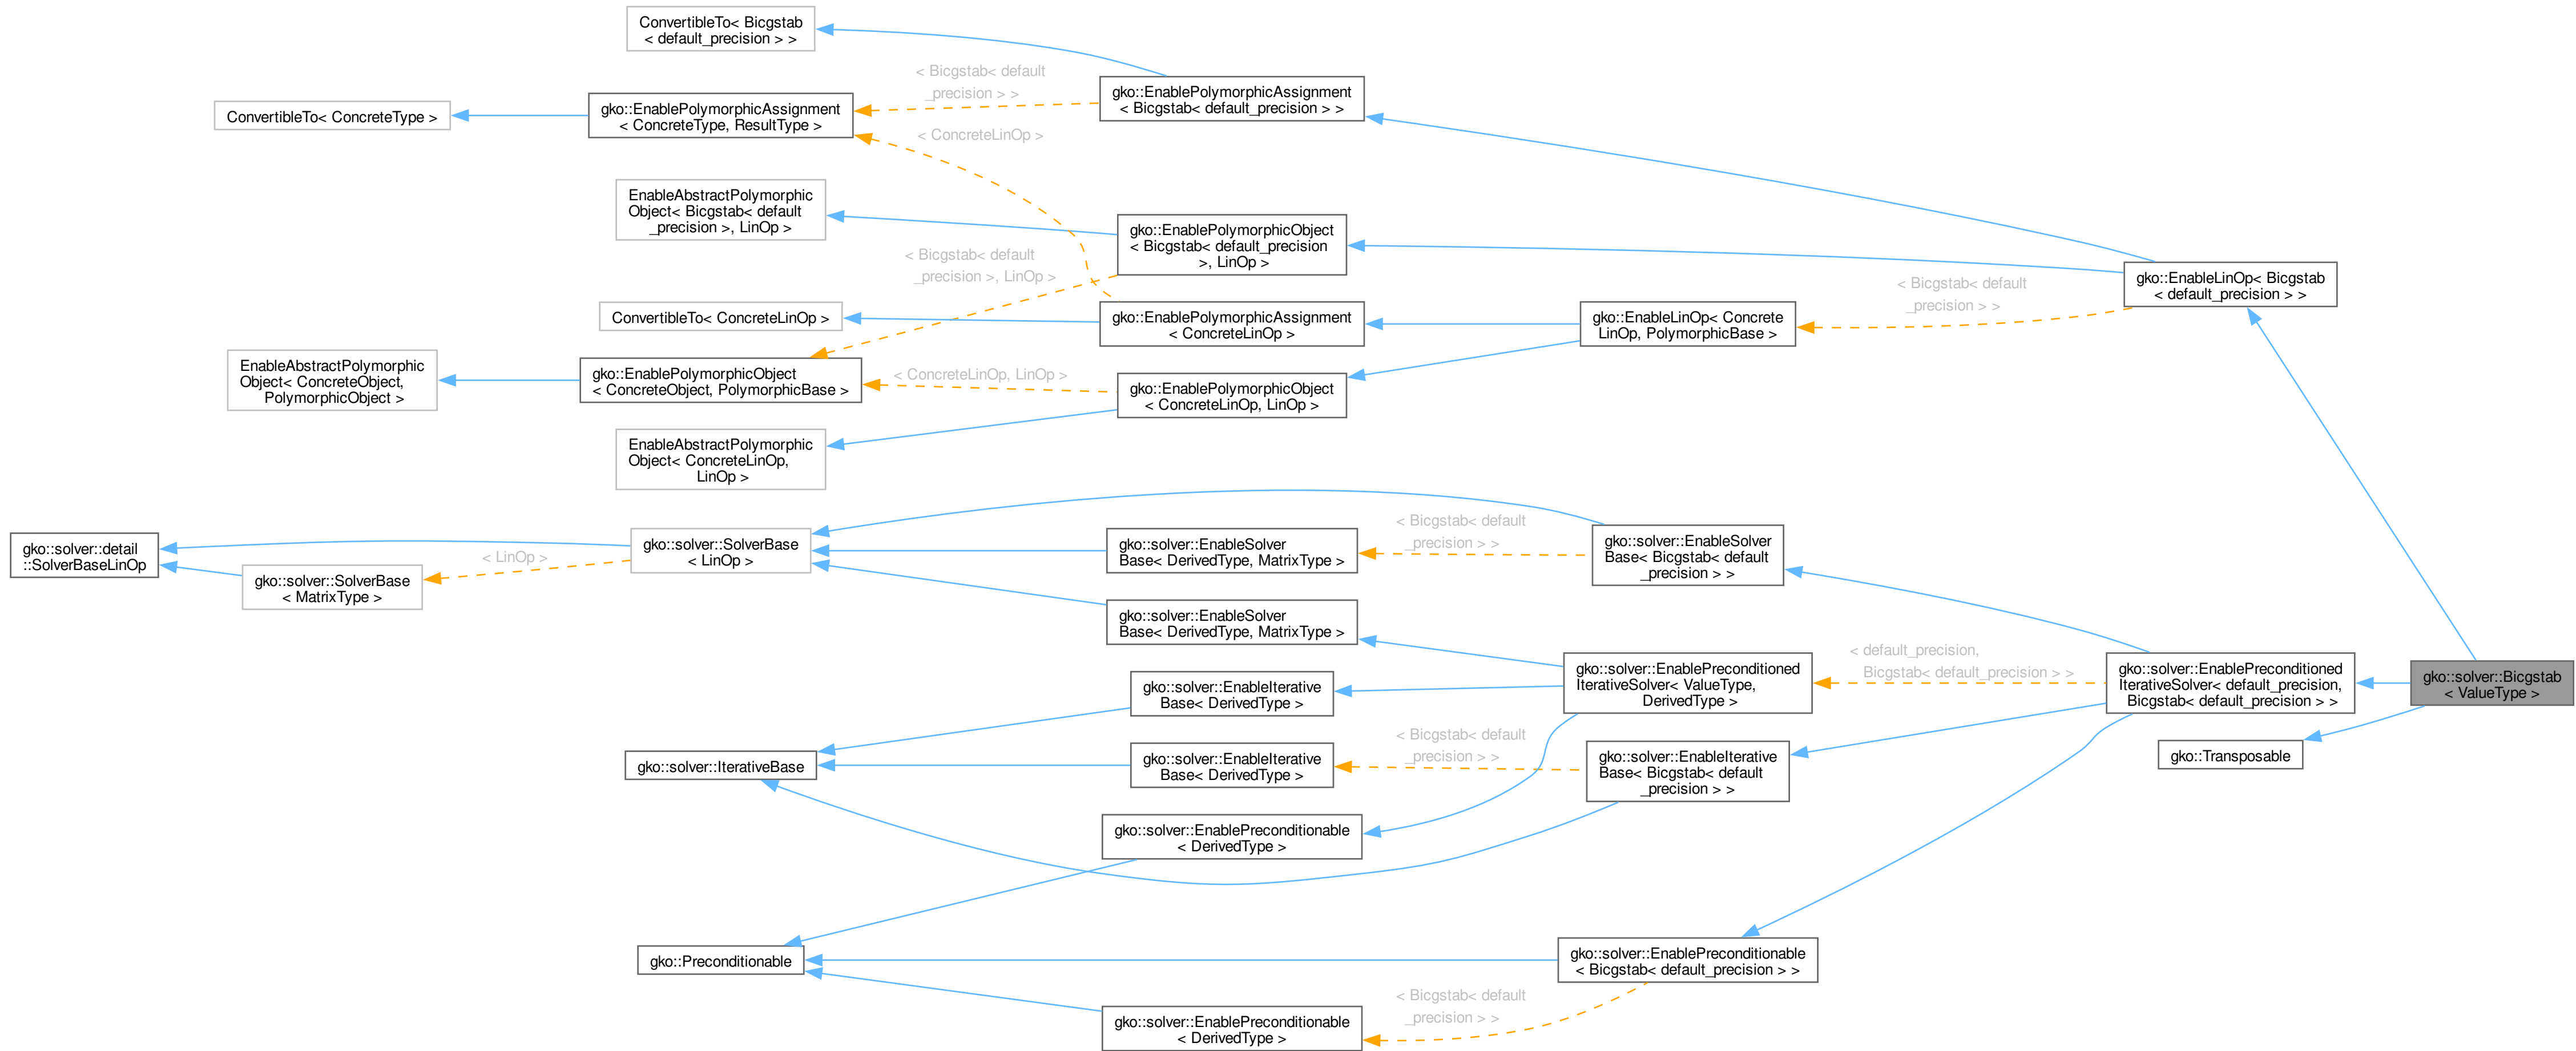 ConvertibleTo< Bicgstab
< default_precision > >
< Bicgstab< default
_precision > >
gko::EnablePolymorphicAssignment
< Bicgstab< default_precision > >
ConvertibleTo< ConcreteType >
gko::EnablePolymorphicAssignment
< ConcreteType, ResultType >
< ConcreteLinOp >
EnableAbstractPolymorphic
Object< Bicgstab< default
_precision >, LinOp >
gko::EnablePolymorphicObject
< Bicgstab< default_precision
>, LinOp >
< Bicgstab< default
_precision >, LinOp >
gko::EnableLinOp< Bicgstab
< default_precision > >
< Bicgstab< default
_precision > >
ConvertibleTo< ConcreteLinOp >
gko::EnablePolymorphicAssignment
< ConcreteLinOp >
gko::EnableLinOp< Concrete
LinOp, PolymorphicBase >
EnableAbstractPolymorphic
Object< ConcreteObject,
PolymorphicObject >
gko::EnablePolymorphicObject
< ConcreteObject, PolymorphicBase >
< ConcreteLinOp, LinOp >
gko::EnablePolymorphicObject
< ConcreteLinOp, LinOp >
EnableAbstractPolymorphic
Object< ConcreteLinOp,
LinOp >
gko::solver::detail
::SolverBaseLinOp
< LinOp >
gko::solver::SolverBase
< MatrixType >
gko::solver::SolverBase
< LinOp >
gko::solver::EnableSolver
Base< DerivedType, MatrixType >
< Bicgstab< default
_precision > >
gko::solver::EnableSolver
Base< Bicgstab< default
_precision > >
gko::solver::EnableSolver
Base< DerivedType, MatrixType >
gko::solver::EnableIterative
Base< DerivedType >
gko::solver::EnablePreconditioned
IterativeSolver< ValueType,
DerivedType >
< default_precision,
Bicgstab< default_precision > >
gko::solver::EnablePreconditioned
IterativeSolver< default_precision,
Bicgstab< default_precision > >
gko::solver::Bicgstab
< ValueType >
gko::Transposable
gko::solver::IterativeBase
gko::solver::EnableIterative
Base< DerivedType >
< Bicgstab< default
_precision > >
gko::solver::EnableIterative
Base< Bicgstab< default
_precision > >
gko::solver::EnablePreconditionable
< DerivedType >
gko::Preconditionable
gko::solver::EnablePreconditionable
< Bicgstab< default_precision > >
< Bicgstab< default
_precision > >
gko::solver::EnablePreconditionable
< DerivedType >